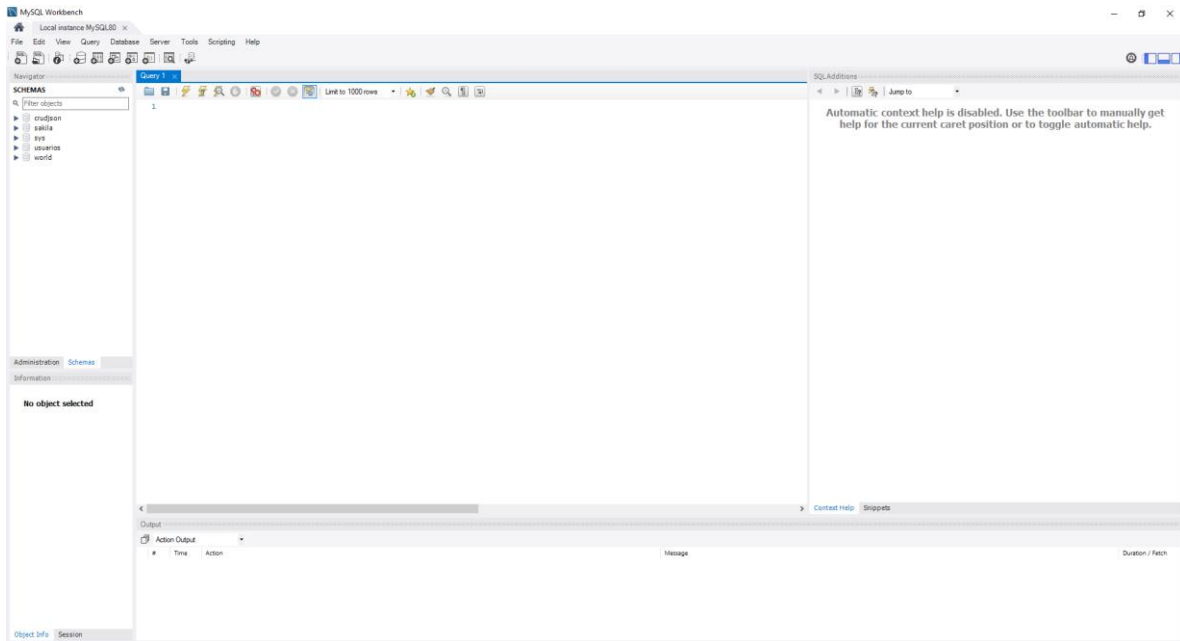 MySQL Workbench
Local instance MySQL80 ×
File Edit View Query Database Server Tools Scripting Help
Navigator
SCHEMAS
Filter objects
crudjson
sakila
sys
usuarios
world
Administration Schemas
Information
No object selected
Object Info Session
Query 1 ×
Limit to 1000 rows
1
Output
Action Output
# Time Action Message Duration / Fetch
SQLAdditions
Jump to
Automatic context help is disabled. Use the toolbar to manually get
help for the current caret position or to toggle automatic help.
Context Help Snippets